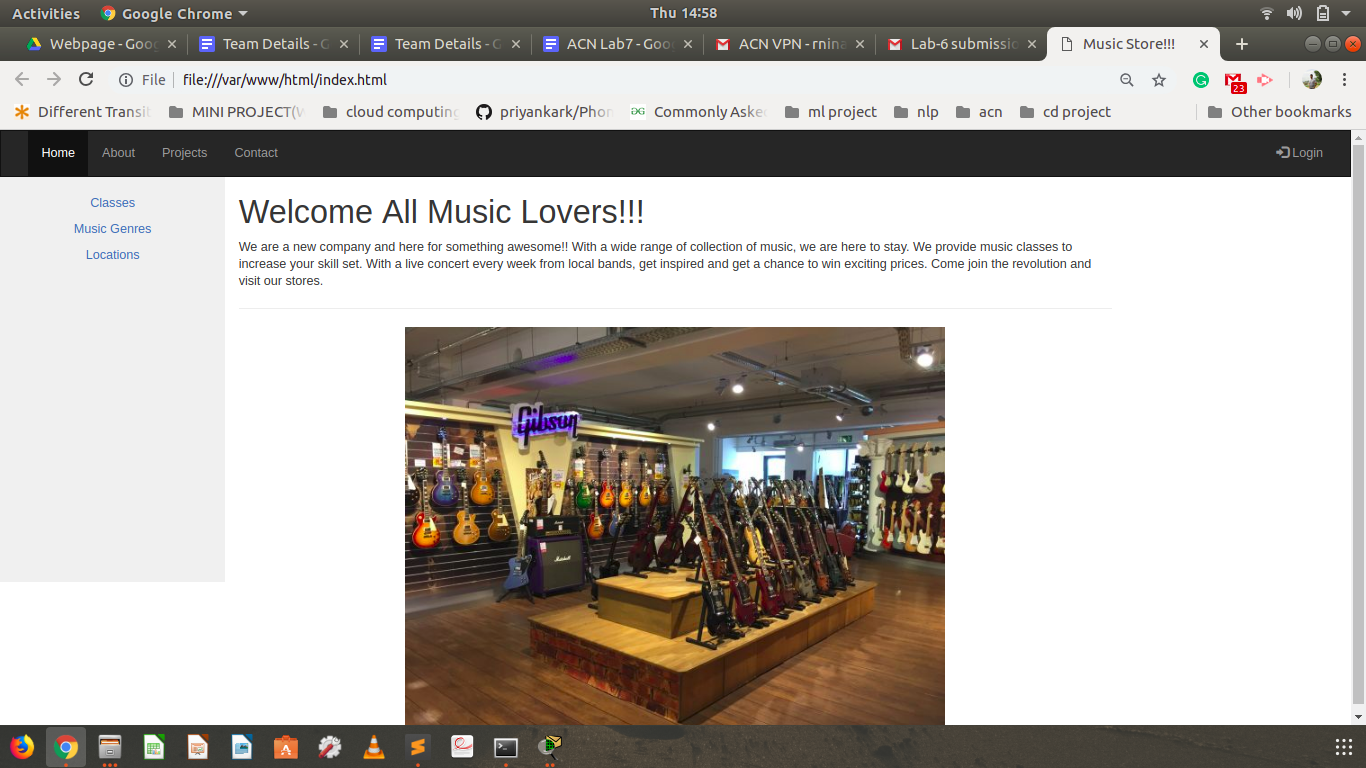 Activities Google Chrome Thu 14:58
Webpage - Goog Team Details - G Team Details - G ACN Lab7 - Goo ACN VPN - rnina Lab-6 submissio Music Store!!!
File file:///var/www/html/index.html 23
Different Transit MINI PROJECT(W cloud computing priyankark/Phon Commonly Aske ml project nlp acn cd project Other bookmarks
Home About Projects Contact Login
Classes
Music Genres
Locations
Welcome All Music Lovers!!!
We are a new company and here for something awesome!! With a wide range of collection of music, we are here to stay. We provide music classes to
increase your skill set. With a live concert every week from local bands, get inspired and get a chance to win exciting prices. Come join the revolution and
visit our stores.
Gibson
Marshall